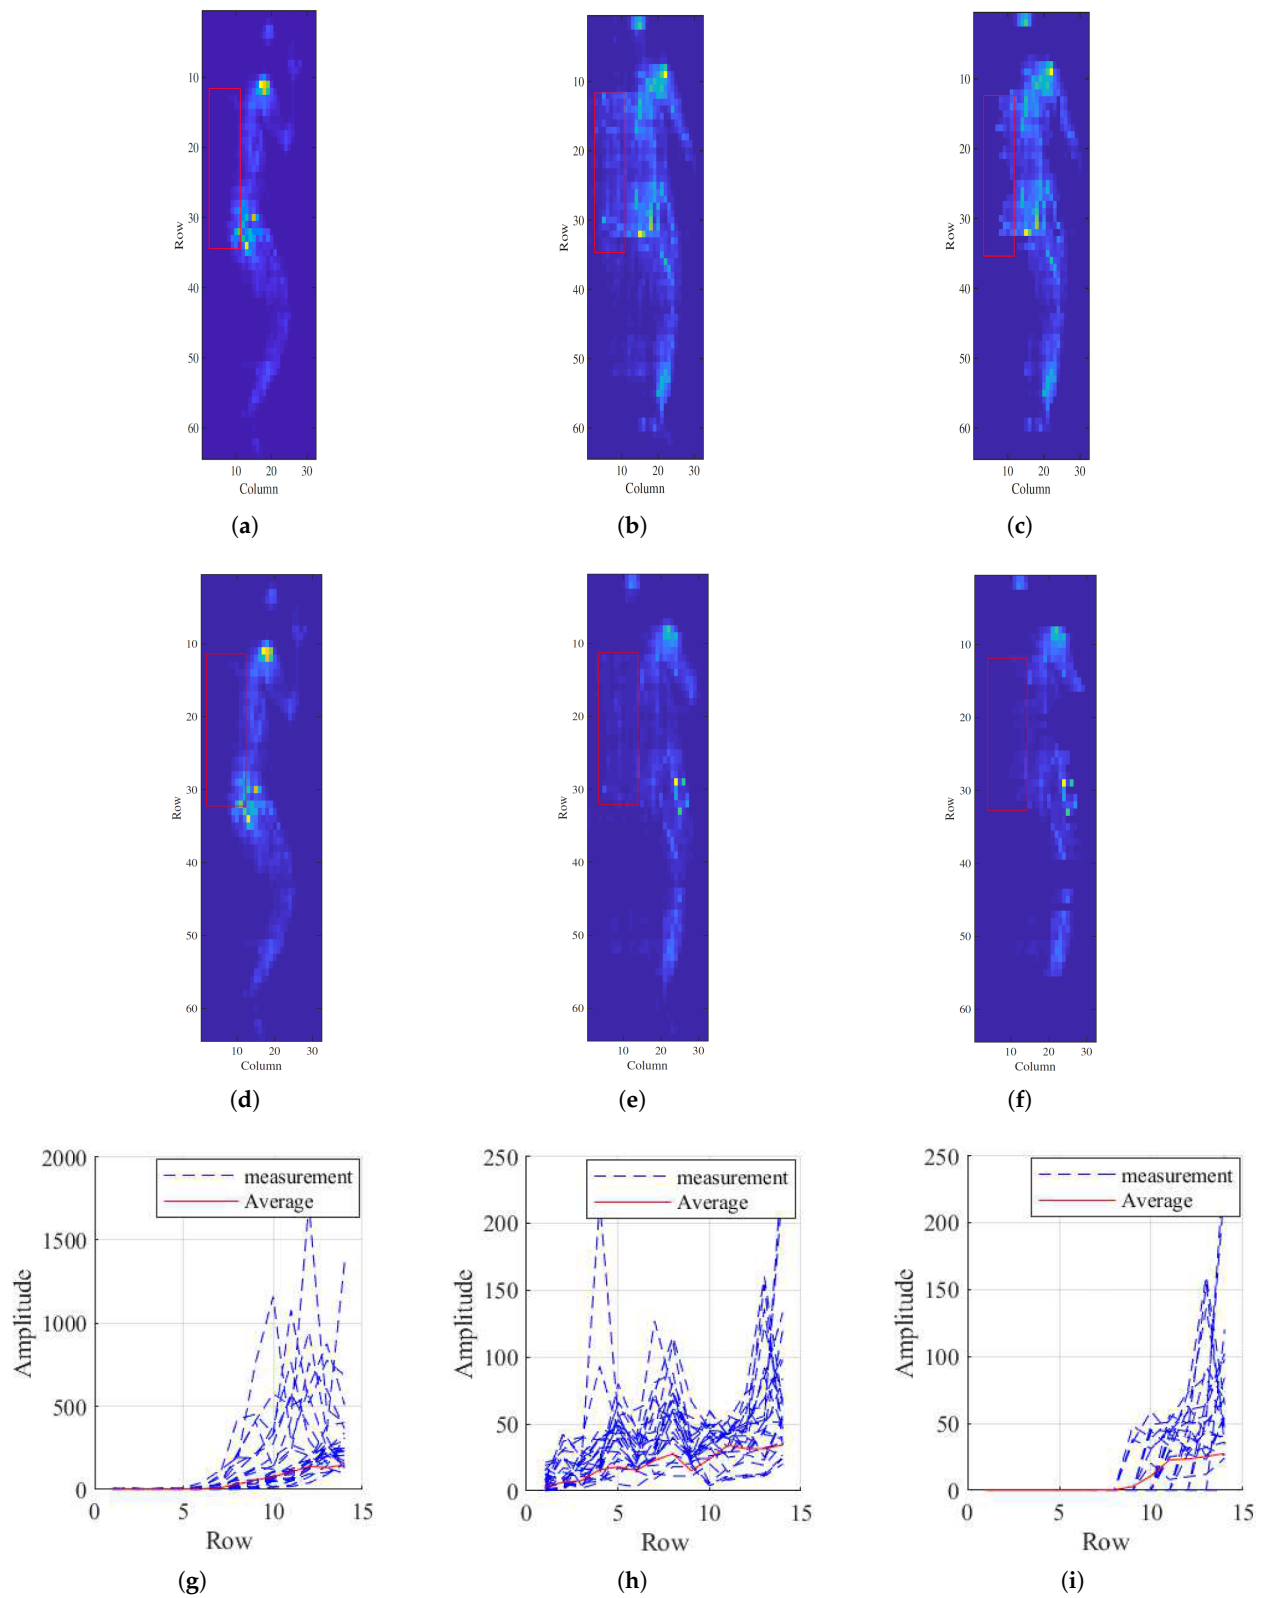 10
20
30
40
50
60
Row
10 20 30
Column
(a)
10
20
30
40
50
60
Row
10 20 30
Column
(b)
10
20
30
40
50
60
Row
10 20 30
Column
(c)
10
20
30
40
50
60
Row
10 20 30
Column
(d)
10
20
30
40
50
60
Row
10 20 30
Column
(e)
10
20
30
40
50
60
Row
10 20 30
Column
(f)
2000
1500
1000
500
0
Amplitude
measurement
Average
0 5 10 15
Row
(g)
250
200
150
100
50
0
Amplitude
measurement
Average
0 5 10 15
Row
(h)
250
200
150
100
50
0
Amplitude
measurement
Average
0 5 10 15
Row
(i)